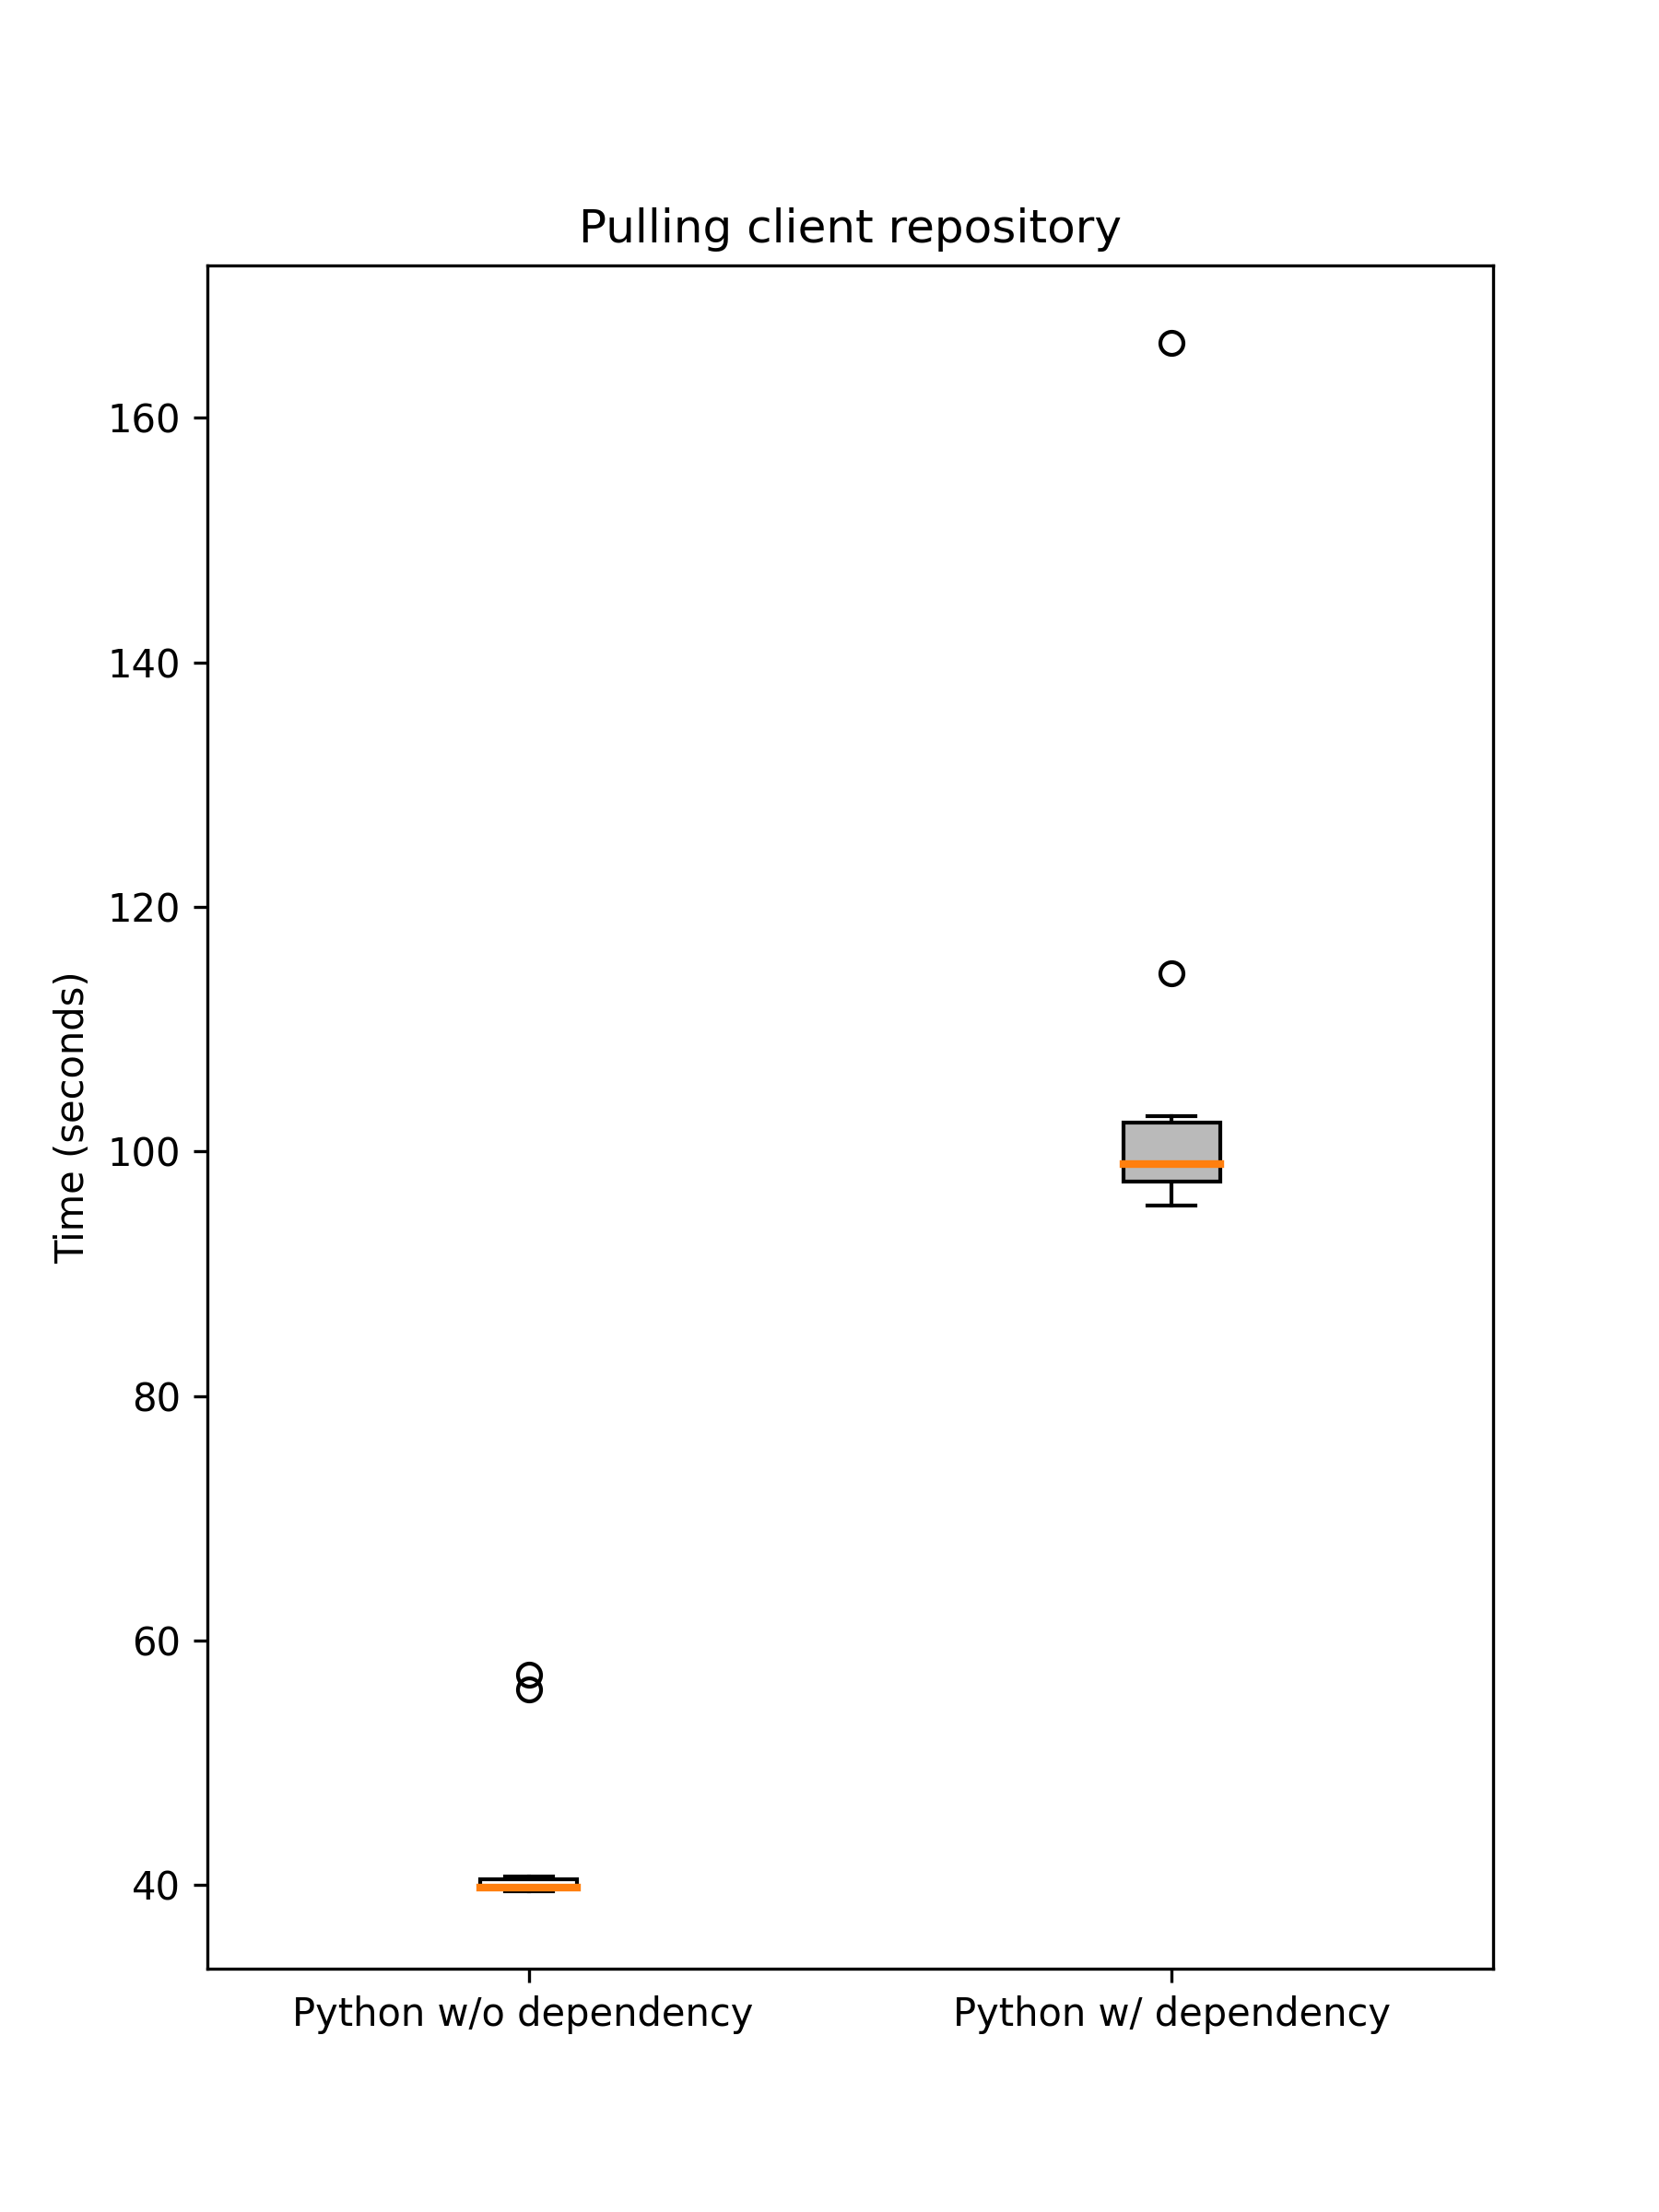 Pulling client repository
160
140
120
100
80
60
40
Time (seconds)
Python w/o dependency
Python w/ dependency